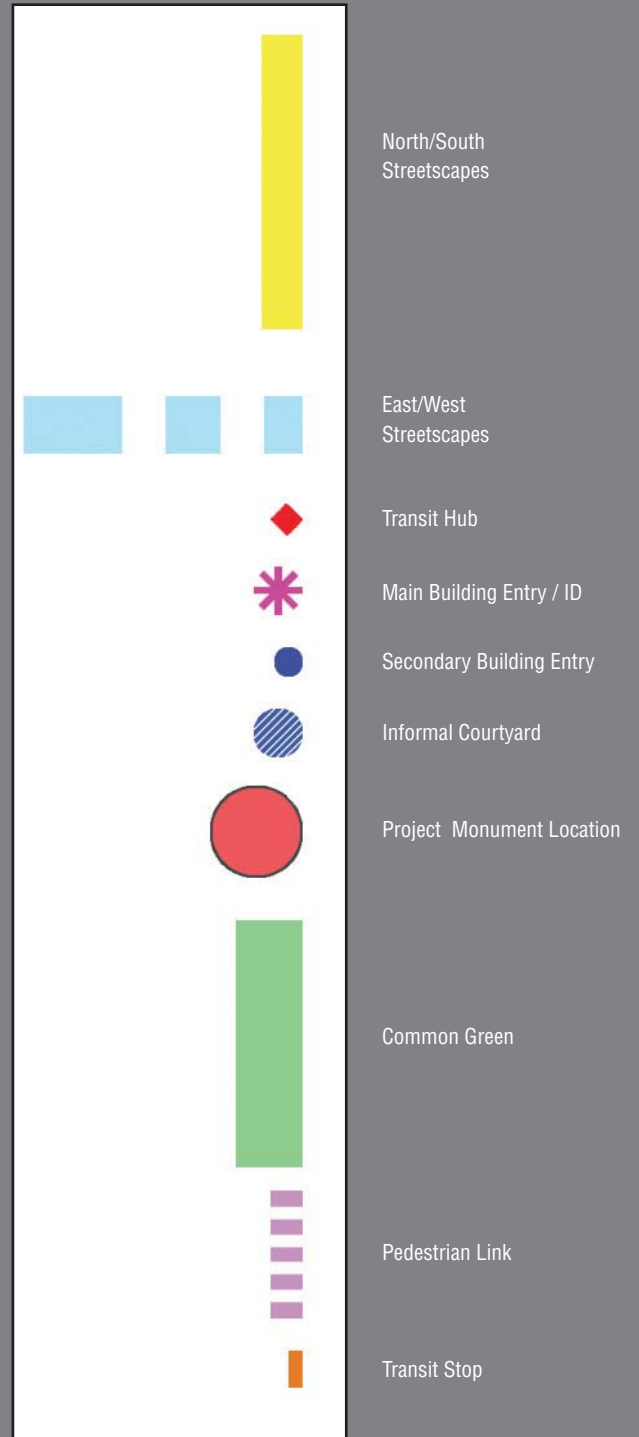 North/South
Streetscapes
East/West
Streetscapes
Transit Hub
Main Building Entry / ID
Secondary Building Entry
Informal Courtyard
Project  Monument Location
Common Green
Pedestrian Link
Transit Stop